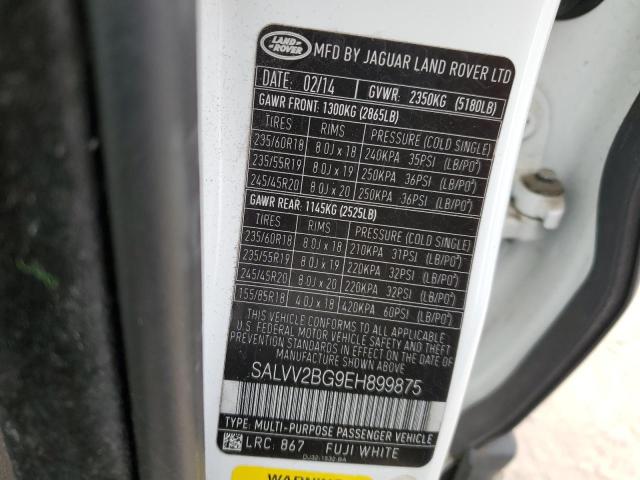 LAND ROVER
MFD BY JAGUAR LAND ROVER LTD
DATE: 02/14 GVWR: 2350KG (5180LB)
GAWR FRONT: 1300KG (2865LB)
TIRES RIMS PRESSURE (COLD SINGLE)
235/60R18 8.0J x 18 240KPA 35PSI (LB/PO²)
235/55R19 8.0J x 19 250KPA 36PSI (LB/PO²)
245/45R20 8.0J x 20 250KPA 36PSI (LB/PO²)
GAWR REAR: 1145KG (2525LB)
TIRES RIMS PRESSURE (COLD SINGLE)
235/60R18 8.0J x 18 210KPA 31PSI (LB/PO²)
235/55R19 8.0J x 19 220KPA 32PSI (LB/PO²)
245/45R20 8.0J x 20 220KPA 32PSI (LB/PO²)
155/85R18 4.0J x 18 420KPA 60PSI (LB/PO²)
THIS VEHICLE CONFORMS TO ALL APPLICABLE
U.S. FEDERAL MOTOR VEHICLE SAFETY, BUMPER, AND THEFT
PREVENTION STANDARDS IN EFFECT ON THE
DATE OF MANUFACTURE SHOWN ABOVE.
SALVV2BG9EH899875
TYPE: MULTI-PURPOSE PASSENGER VEHICLE
LRC: 867 FUJI WHITE
DJ32-1532-BA
WARNING